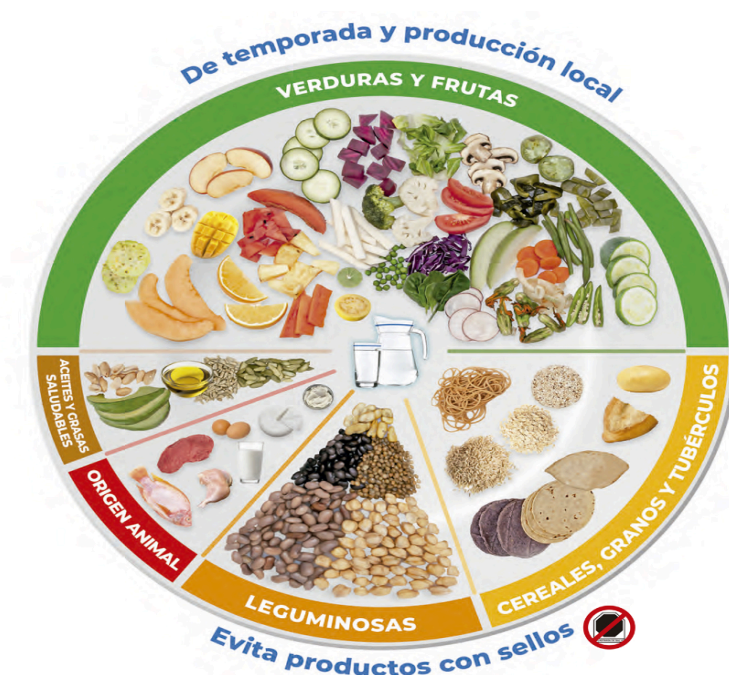 De temporada y producción local
VERDURAS Y FRUTAS
ACEITES Y GRASAS
SALUDABLES
ORIGEN ANIMAL
LEGUMINOSAS
CEREALES, GRANOS Y TUBÉRCULOS
Evita productos con sellos